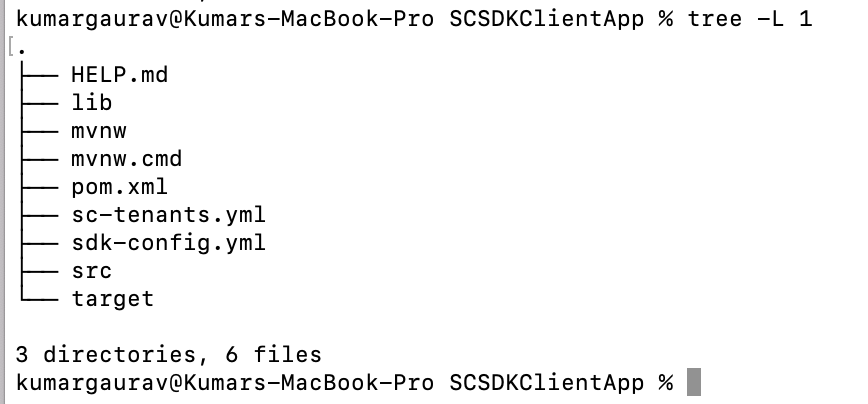 kumargaurav@Kumars-MacBook-Pro SCSDKClientApp % tree -L 1
[.
├── HELP.md
├── lib
├── mvnw
├── mvnw.cmd
├── pom.xml
├── sc-tenants.yml
├── sdk-config.yml
├── src
└── target

3 directories, 6 files
kumargaurav@Kumars-MacBook-Pro SCSDKClientApp %